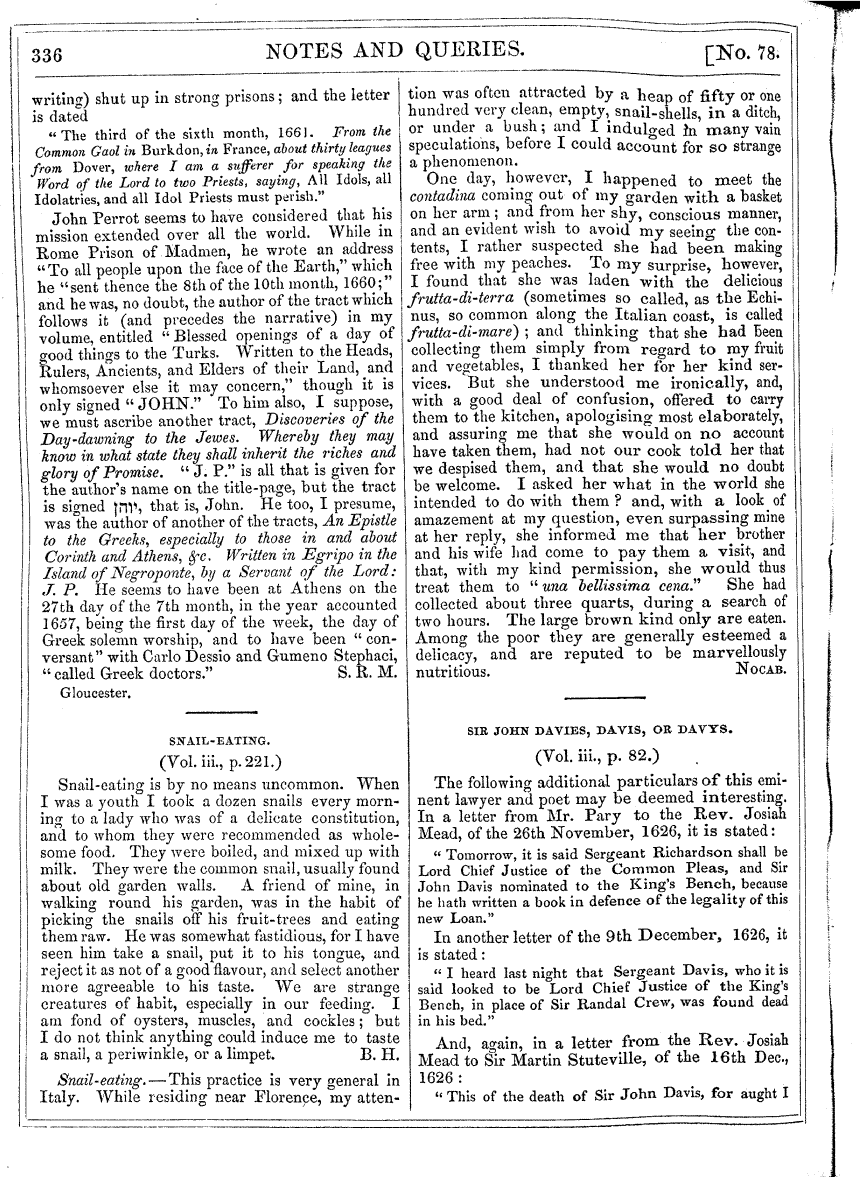 336
NOTES AND QUERIES.
[No. 78.
writing) shut up in strong prisons; and the letter
is dated
"The third of the sixth month, 1661. From the
Common Gaol in Burkdon, in France, about thirty leagues
from Dover, where I am a sufferer for speaking the
Word of the Lord to two Priests, saying, All Idols, all
Idolatries, and all Idol Priests must perish."
John Perrot seems to have considered that his
mission extended over all the world. While in
Rome Prison of Madmen, he wrote an address
"To all people upon the face of the Earth," which
he "sent thence the 8th of the 10th month, 1660;"
and he was, no doubt, the author of the tract which
follows it (and precedes the narrative) in my
volume, entitled "Blessed openings of a day of
good things to the Turks. Written to the Heads,
Rulers, Ancients, and Elders of their Land, and
whomsoever else it may concern," though it is
only signed "JOHN." To him also, I suppose,
we must ascribe another tract, Discoveries of the
Day-dawning to the Jewes. Whereby they may
know in what state they shall inherit the riches and
glory of Promise. "J. P." is all that is given for
the author's name on the title-page, but the tract
is signed יוהן, that is, John. He too, I presume,
was the author of another of the tracts, An Epistle
to the Greeks, especially to those in and about
Corinth and Athens, &c. Written in Egripo in the
Island of Negroponte, by a Servant of the Lord:
J. P. He seems to have been at Athens on the
27th day of the 7th month, in the year accounted
1657, being the first day of the week, the day of
Greek solemn worship, and to have been "con-
versant" with Carlo Dessio and Gumeno Stephaci,
"called Greek doctors." S. R. M.
Gloucester.
SNAIL-EATING.
(Vol. iii., p. 221.)
Snail-eating is by no means uncommon. When
I was a youth I took a dozen snails every morn-
ing to a lady who was of a delicate constitution,
and to whom they were recommended as whole-
some food. They were boiled, and mixed up with
milk. They were the common snail, usually found
about old garden walls. A friend of mine, in
walking round his garden, was in the habit of
picking the snails off his fruit-trees and eating
them raw. He was somewhat fastidious, for I have
seen him take a snail, put it to his tongue, and
reject it as not of a good flavour, and select another
more agreeable to his taste. We are strange
creatures of habit, especially in our feeding. I
am fond of oysters, muscles, and cockles; but
I do not think anything could induce me to taste
a snail, a periwinkle, or a limpet. B. H.
Snail-eating.—This practice is very general in
Italy. While residing near Florence, my atten-
tion was often attracted by a heap of fifty or one
hundred very clean, empty, snail-shells, in a ditch,
or under a bush; and I indulged in many vain
speculations, before I could account for so strange
a phenomenon.
One day, however, I happened to meet the
contadina coming out of my garden with a basket
on her arm; and from her shy, conscious manner,
and an evident wish to avoid my seeing the con-
tents, I rather suspected she had been making
free with my peaches. To my surprise, however,
I found that she was laden with the delicious
frutta-di-terra (sometimes so called, as the Echi-
nus, so common along the Italian coast, is called
frutta-di-mare); and thinking that she had been
collecting them simply from regard to my fruit
and vegetables, I thanked her for her kind ser-
vices. But she understood me ironically, and,
with a good deal of confusion, offered to carry
them to the kitchen, apologising most elaborately,
and assuring me that she would on no account
have taken them, had not our cook told her that
we despised them, and that she would no doubt
be welcome. I asked her what in the world she
intended to do with them? and, with a look of
amazement at my question, even surpassing mine
at her reply, she informed me that her brother
and his wife had come to pay them a visit, and
that, with my kind permission, she would thus
treat them to "una bellissima cena." She had
collected about three quarts, during a search of
two hours. The large brown kind only are eaten.
Among the poor they are generally esteemed a
delicacy, and are reputed to be marvellously
nutritious. NOCAB.
SIR JOHN DAVIES, DAVIS, OR DAVYS.
(Vol. iii., p. 82.)
The following additional particulars of this emi-
nent lawyer and poet may be deemed interesting.
In a letter from Mr. Pary to the Rev. Josiah
Mead, of the 26th November, 1626, it is stated:
"Tomorrow, it is said Sergeant Richardson shall be
Lord Chief Justice of the Common Pleas, and Sir
John Davis nominated to the King's Bench, because
he hath written a book in defence of the legality of this
new Loan."
In another letter of the 9th December, 1626, it
is stated:
"I heard last night that Sergeant Davis, who it is
said looked to be Lord Chief Justice of the King's
Bench, in place of Sir Randal Crew, was found dead
in his bed."
And, again, in a letter from the Rev. Josiah
Mead to Sir Martin Stuteville, of the 16th Dec.,
1626:
"This of the death of Sir John Davis, for aught I